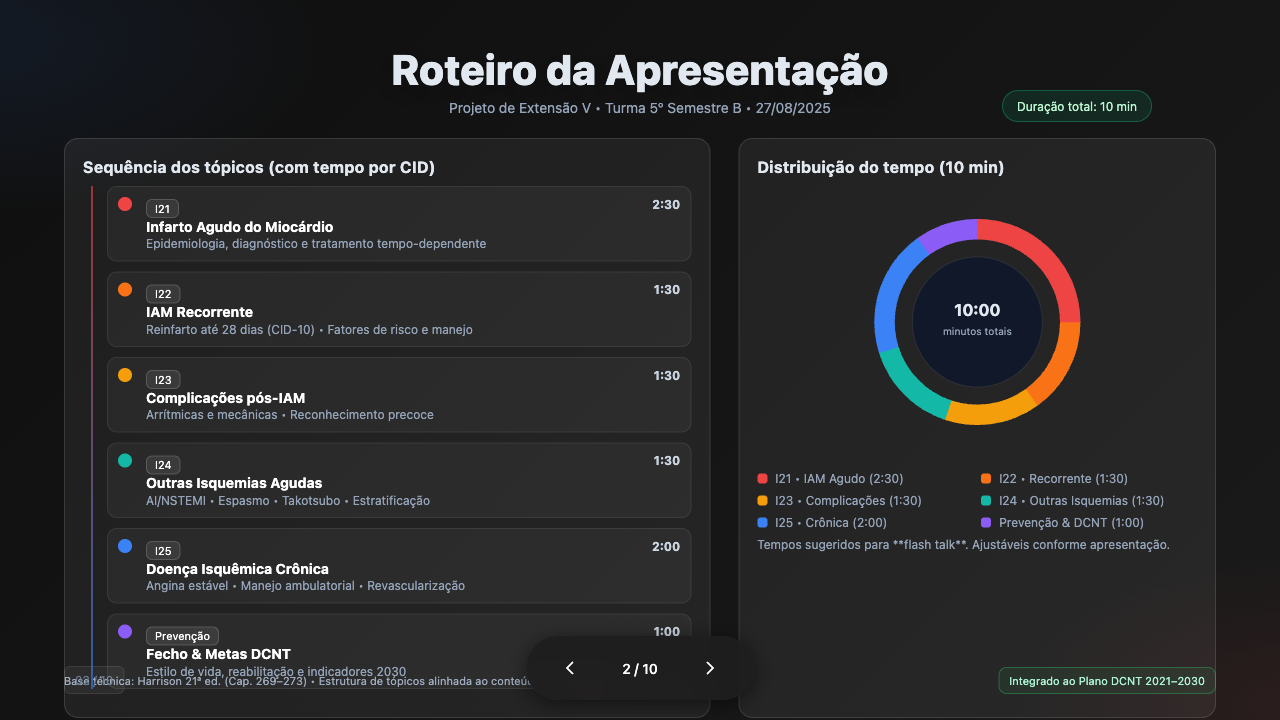 Roteiro da Apresentação
Projeto de Extensão V • Turma 5º Semestre B • 27/08/2025
Duração total: 10 min
Sequência dos tópicos (com tempo por CID)
I21
2:30
Infarto Agudo do Miocárdio
Epidemiologia, diagnóstico e tratamento tempo-dependente
I22
1:30
IAM Recorrente
Reinfarto até 28 dias (CID-10) • Fatores de risco e manejo
I23
1:30
Complicações pós-IAM
Arrítmicas e mecânicas • Reconhecimento precoce
I24
1:30
Outras Isquemias Agudas
AI/NSTEMI • Espasmo • Takotsubo • Estratificação
I25
2:00
Doença Isquêmica Crônica
Angina estável • Manejo ambulatorial • Revascularização
Prevenção
1:00
Fecho & Metas DCNT
Estilo de vida, reabilitação e indicadores 2030
Base técnica: Harrison 21ª ed. (Cap. 269–273) • Estrutura de tópicos alinhada ao
Distribuição do tempo (10 min)
10:00
minutos totais
I21 • IAM Agudo (2:30)
I22 • Recorrente (1:30)
I23 • Complicações (1:30)
I24 • Outras Isquemias (1:30)
I25 • Crônica (2:00)
Prevenção & DCNT (1:00)
Tempos sugeridos para **flash talk**. Ajustáveis conforme apresentação.
2 / 10
Integrado ao Plano DCNT 2021–2030